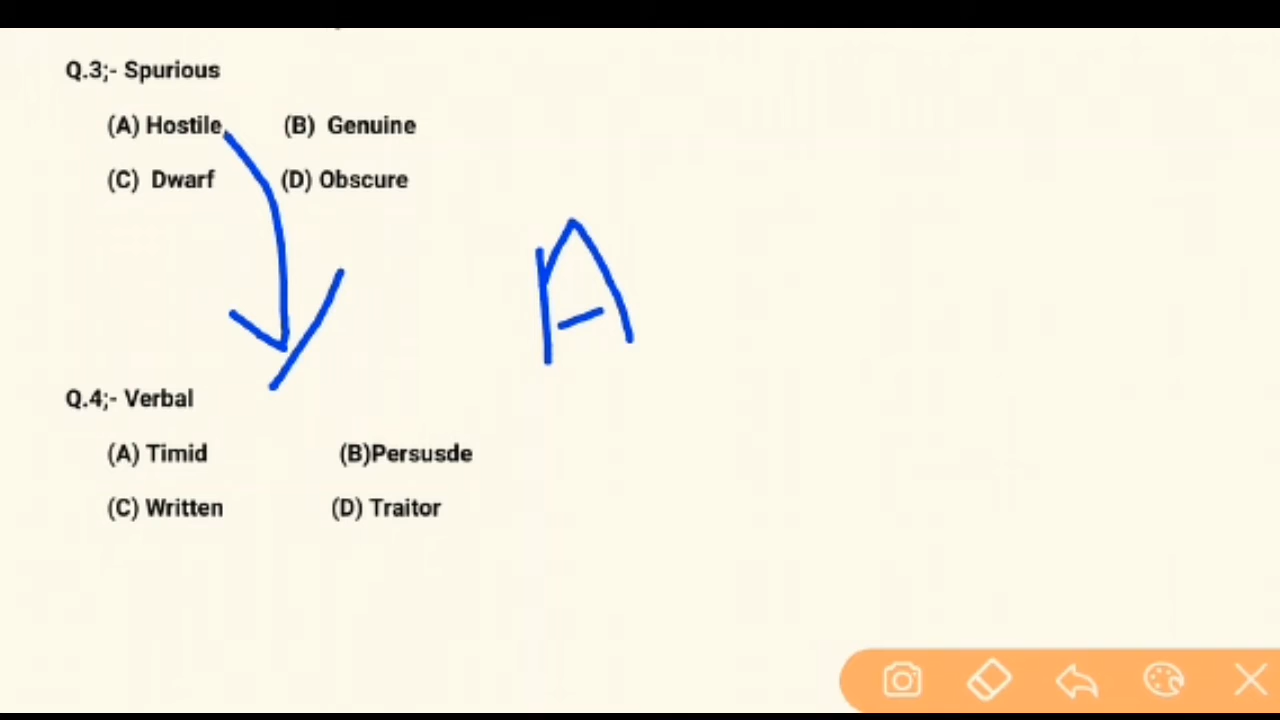 Q.3;- Spurious
(A) Hostile (B) Genuine
(C) Dwarf (D) Obscure
A
Q.4;- Verbal
(A) Timid (B)Persusde
(C) Written (D) Traitor